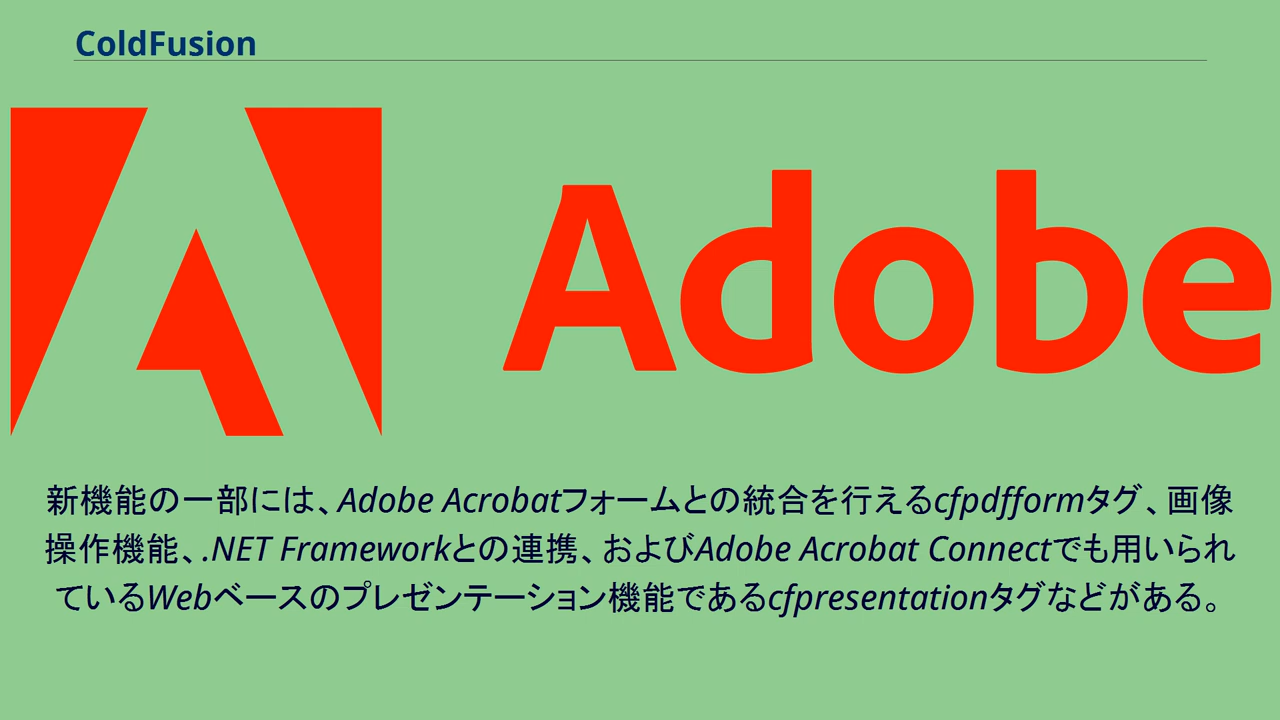 ColdFusion
Adobe
新機能の一部には、Adobe Acrobatフォームとの統合を行えるcfpdfformタグ、画像
操作機能、.NET Frameworkとの連携、およびAdobe Acrobat Connectでも用いられ
ているWebベースのプレゼンテーション機能であるcfpresentationタグなどがある。